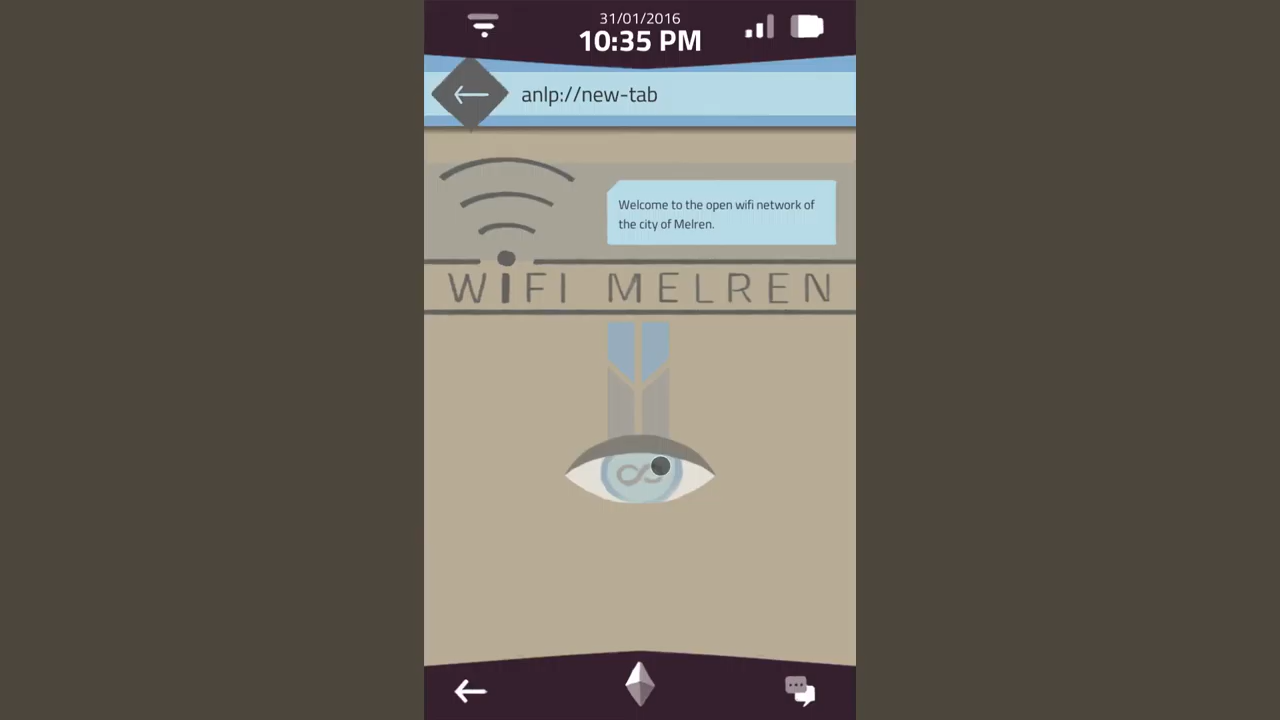 31/01/2016
10:35 PM
anlp://new-tab
Welcome to the open wifi network of
the city of Melren.
WiFI MELREN